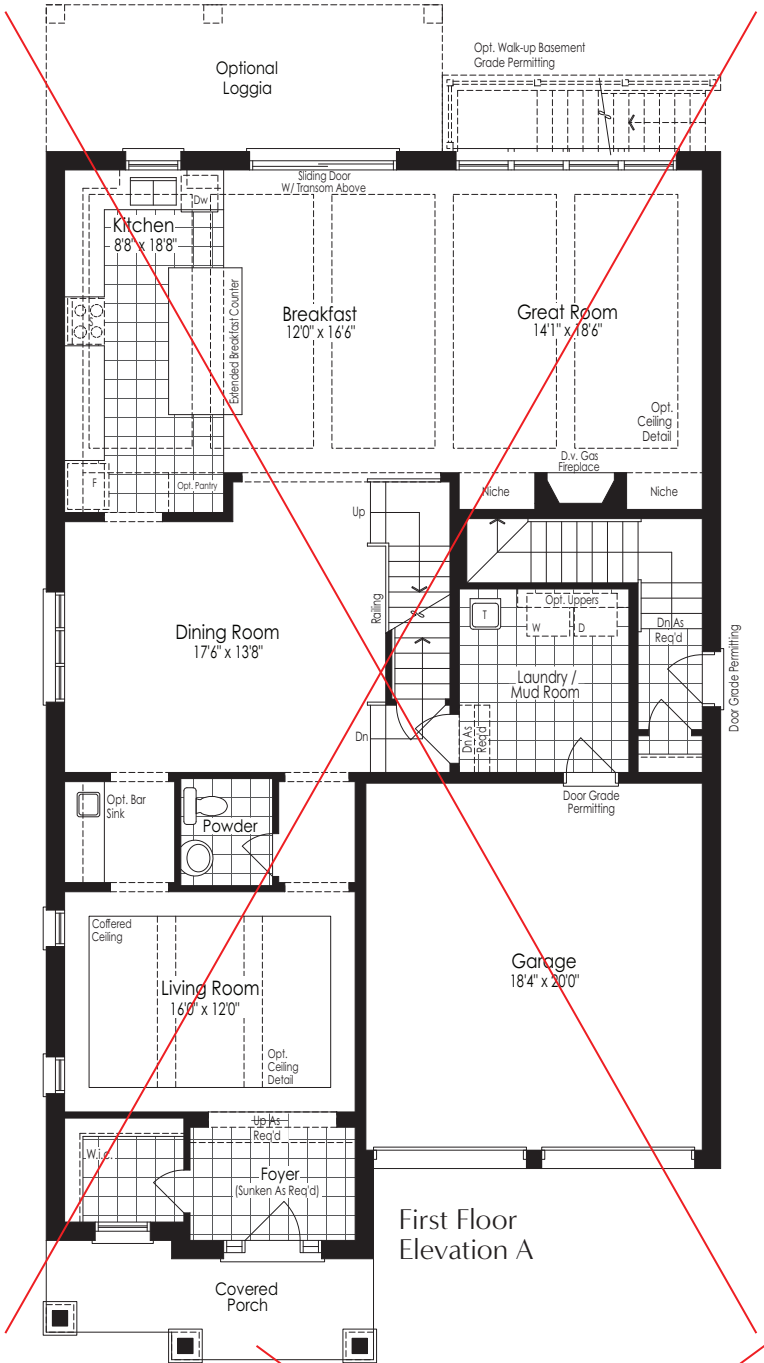 Optional
Loggia
Opt. Walk-up Basement
Grade Permitting
Sliding Door
W/ Transom Above
Dw
Kitchen
8'8" x 18'8"
Extended Breakfast Counter
Breakfast
12'0" x 16'6"
Great Room
14'1" x 18'6"
Opt.
Ceiling
Detail
D.v. Gas
Fireplace
F
Opt. Pantry
Niche
Niche
Up
Railing
Opt. Uppers
T
W
D
Dn As
Req'd
Door Grade Permitting
Dining Room
17'6" x 13'8"
Laundry /
Mud Room
Dn
Dn As
Req'd
Door Grade
Permitting
Opt. Bar
Sink
Powder
Coffered
Ceiling
Living Room
16'0" x 12'0"
Garage
18'4" x 20'0"
Opt.
Ceiling
Detail
Up As
Req'd
W.i.c.
Foyer
(Sunken As Req'd)
First Floor
Elevation A
Covered
Porch